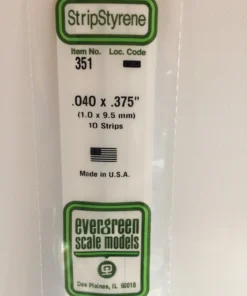 StripStyrene
Item No. Loc. Code
351
.040 x .375"
(1.0 x 9.5 mm)
10 Strips
Made in U.S.A.
evergreen
scale models
Des Plaines, IL 60018